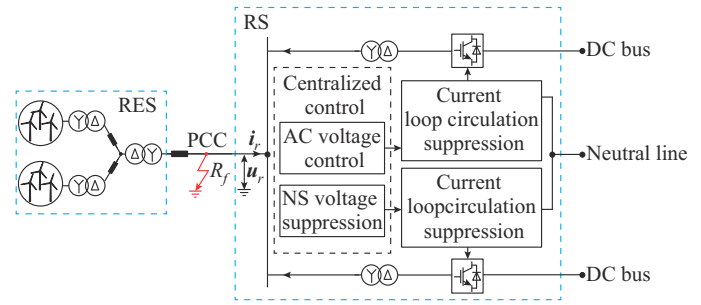 RS
DC bus
Y Δ
RES
Y Δ
Y Δ
Δ Y
PCC
R_f
i_r
u_r
Centralized
control
AC voltage
control
NS voltage
suppression
Current
loop circulation
suppression
Current
loopcirculation
suppression
Neutral line
Y Δ
DC bus